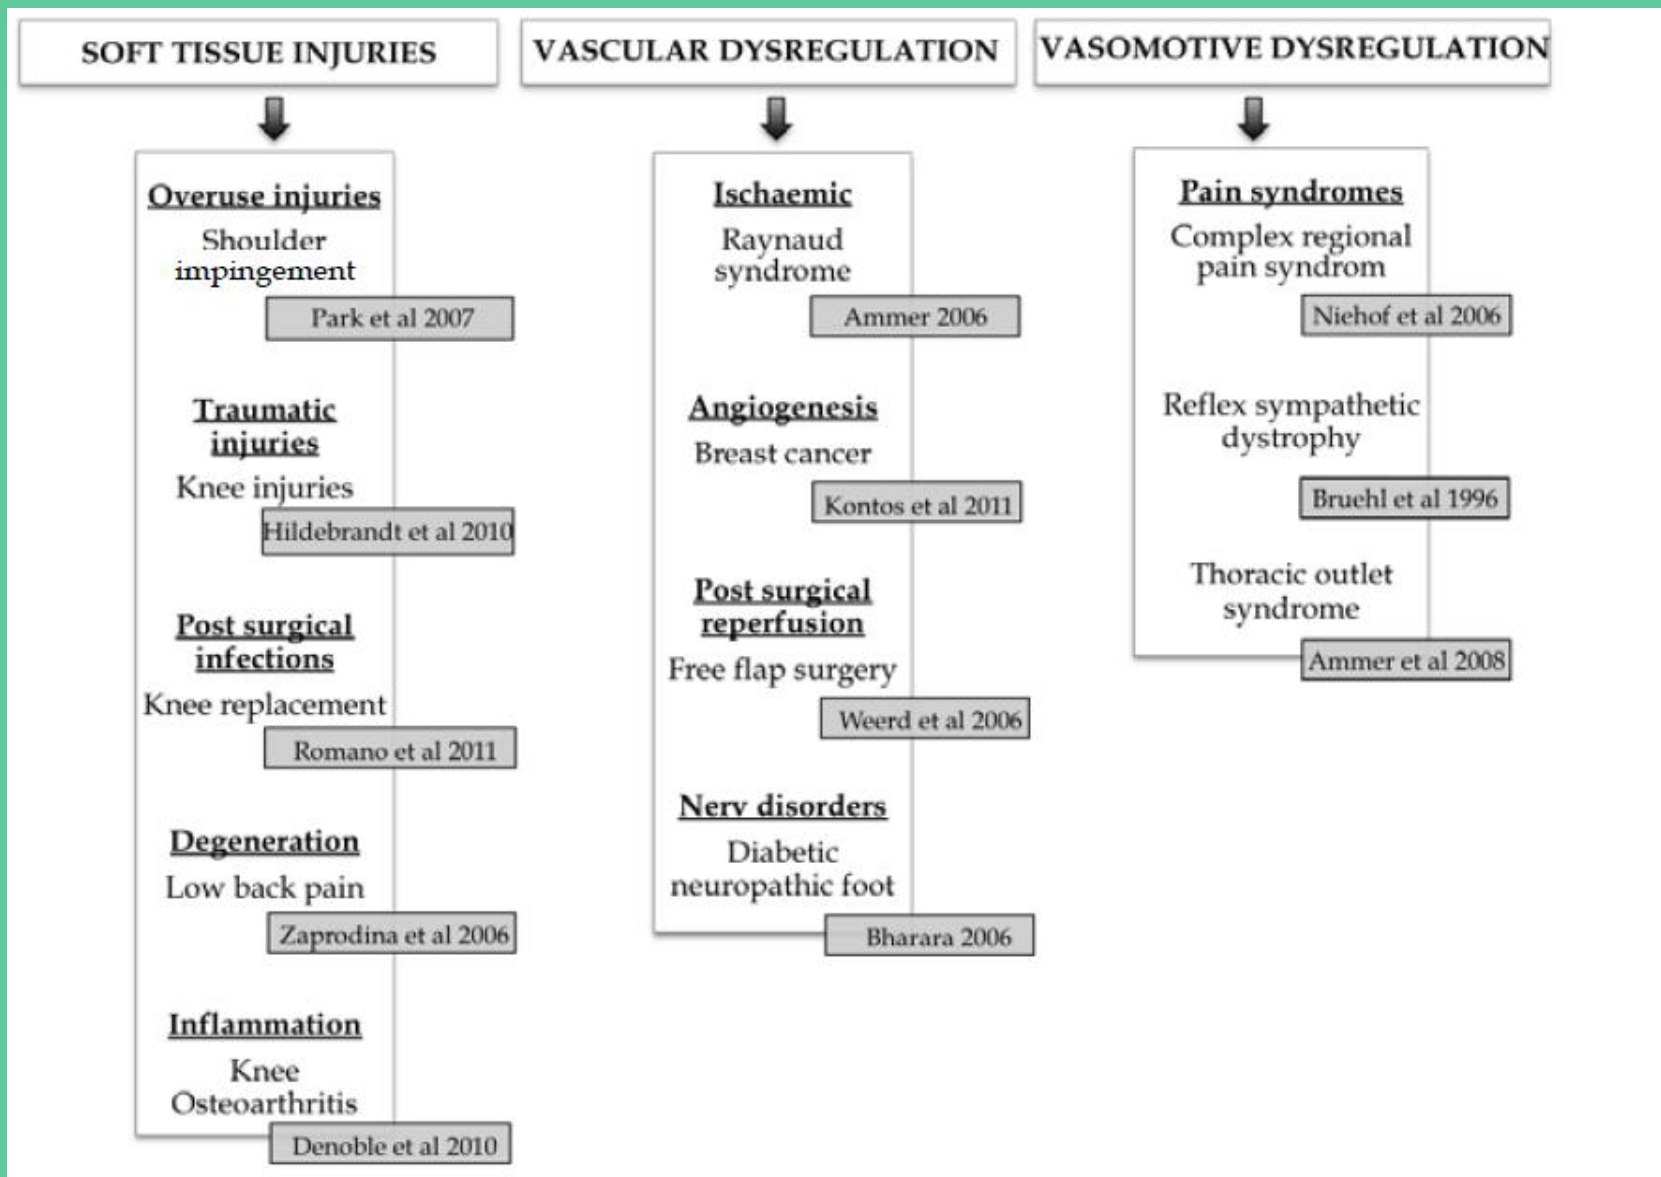 SOFT TISSUE INJURIES
Overuse injuries
Shoulder
impingement
Park et al 2007
Traumatic
injuries
Knee injuries
Hildebrandt et al 2010
Post surgical
infections
Knee replacement
Romano et al 2011
Degeneration
Low back pain
Zaprodina et al 2006
Inflammation
Knee
Osteoarthritis
Denoble et al 2010
VASCULAR DYSREGULATION
Ischaemic
Raynaud
syndrome
Ammer 2006
Angiogenesis
Breast cancer
Kontos et al 2011
Post surgical
reperfusion
Free flap surgery
Weerd et al 2006
Nerv disorders
Diabetic
neuropathic foot
Bharara 2006
VASOMOTIVE DYSREGULATION
Pain syndromes
Complex regional
pain syndrom
Niehof et al 2006
Reflex sympathetic
dystrophy
Bruehl et al 1996
Thoracic outlet
syndrome
Ammer et al 2008